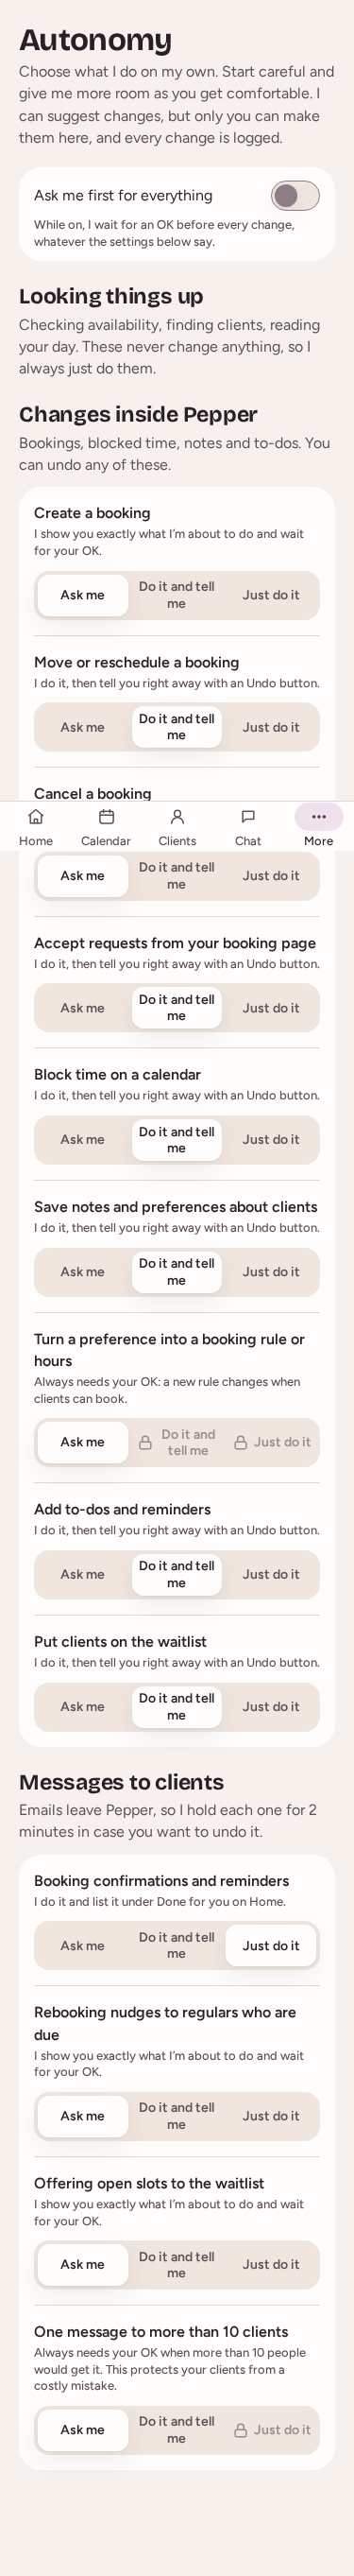 Autonomy
Choose what I do on my own. Start careful and
give me more room as you get comfortable. I
can suggest changes, but only you can make
them here, and every change is logged.
Ask me first for everything
While on, I wait for an OK before every change,
whatever the settings below say.
Looking things up
Checking availability, finding clients, reading
your day. These never change anything, so I
always just do them.
Changes inside Pepper
Bookings, blocked time, notes and to-dos. You
can undo any of these.
Create a booking
I show you exactly what I'm about to do and wait
for your OK.
Ask me
Do it and tell
me
Just do it
Move or reschedule a booking
I do it, then tell you right away with an Undo button.
Ask me
Do it and tell
me
Just do it
Cancel a booking
Home
Calendar
Clients
Chat
More
Ask me
Do it and tell
me
Just do it
Accept requests from your booking page
I do it, then tell you right away with an Undo button.
Ask me
Do it and tell
me
Just do it
Block time on a calendar
I do it, then tell you right away with an Undo button.
Ask me
Do it and tell
me
Just do it
Save notes and preferences about clients
I do it, then tell you right away with an Undo button.
Ask me
Do it and tell
me
Just do it
Turn a preference into a booking rule or
hours
Always needs your OK: a new rule changes when
clients can book.
Ask me
Do it and
tell me
Just do it
Add to-dos and reminders
I do it, then tell you right away with an Undo button.
Ask me
Do it and tell
me
Just do it
Put clients on the waitlist
I do it, then tell you right away with an Undo button.
Ask me
Do it and tell
me
Just do it
Messages to clients
Emails leave Pepper, so I hold each one for 2
minutes in case you want to undo it.
Booking confirmations and reminders
I do it and list it under Done for you on Home.
Ask me
Do it and tell
me
Just do it
Rebooking nudges to regulars who are
due
I show you exactly what I'm about to do and wait
for your OK.
Ask me
Do it and tell
me
Just do it
Offering open slots to the waitlist
I show you exactly what I'm about to do and wait
for your OK.
Ask me
Do it and tell
me
Just do it
One message to more than 10 clients
Always needs your OK when more than 10 people
would get it. This protects your clients from a
costly mistake.
Ask me
Do it and tell
me
Just do it